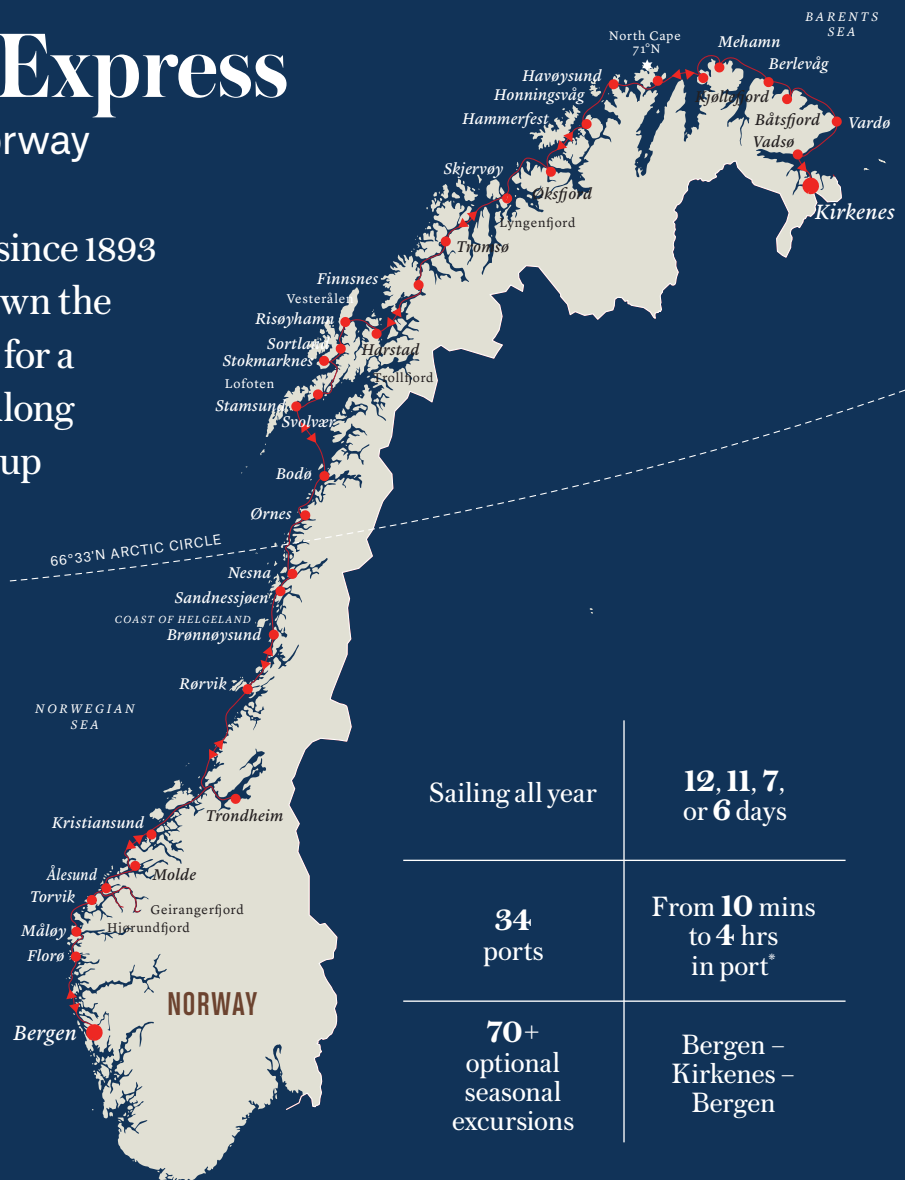 Express
rway
since 1893
wn the
for a
long
up
BARENTS
SEA
North Cape
71°N
Mehamn
Berlevåg
Havøysund
Honningsvåg
Kjøllefjord
Hammerfest
Båtsfjord
Vardø
Vadsø
Skjervøy
Øksfjord
Kirkenes
Lyngenfjord
Tromsø
Finnsnes
Vesterålen
Risøyhamn
Sortland
Harstad
Stokmarknes
Trollfjord
Lofoten
Stamsund
Svolvær
Bodø
Ørnes
66°33'N ARCTIC CIRCLE
Nesna
Sandnessjøen
COAST OF HELGELAND
Brønnøysund
Rørvik
NORWEGIAN
SEA
Trondheim
Kristiansund
Ålesund
Molde
Torvik
Geirangerfjord
Hjørundfjord
Måløy
Florø
NORWAY
Bergen
Sailing all year
12, 11, 7,
or 6 days
34
ports
From 10 mins
to 4 hrs
in port*
70+
optional
seasonal
excursions
Bergen –
Kirkenes –
Bergen